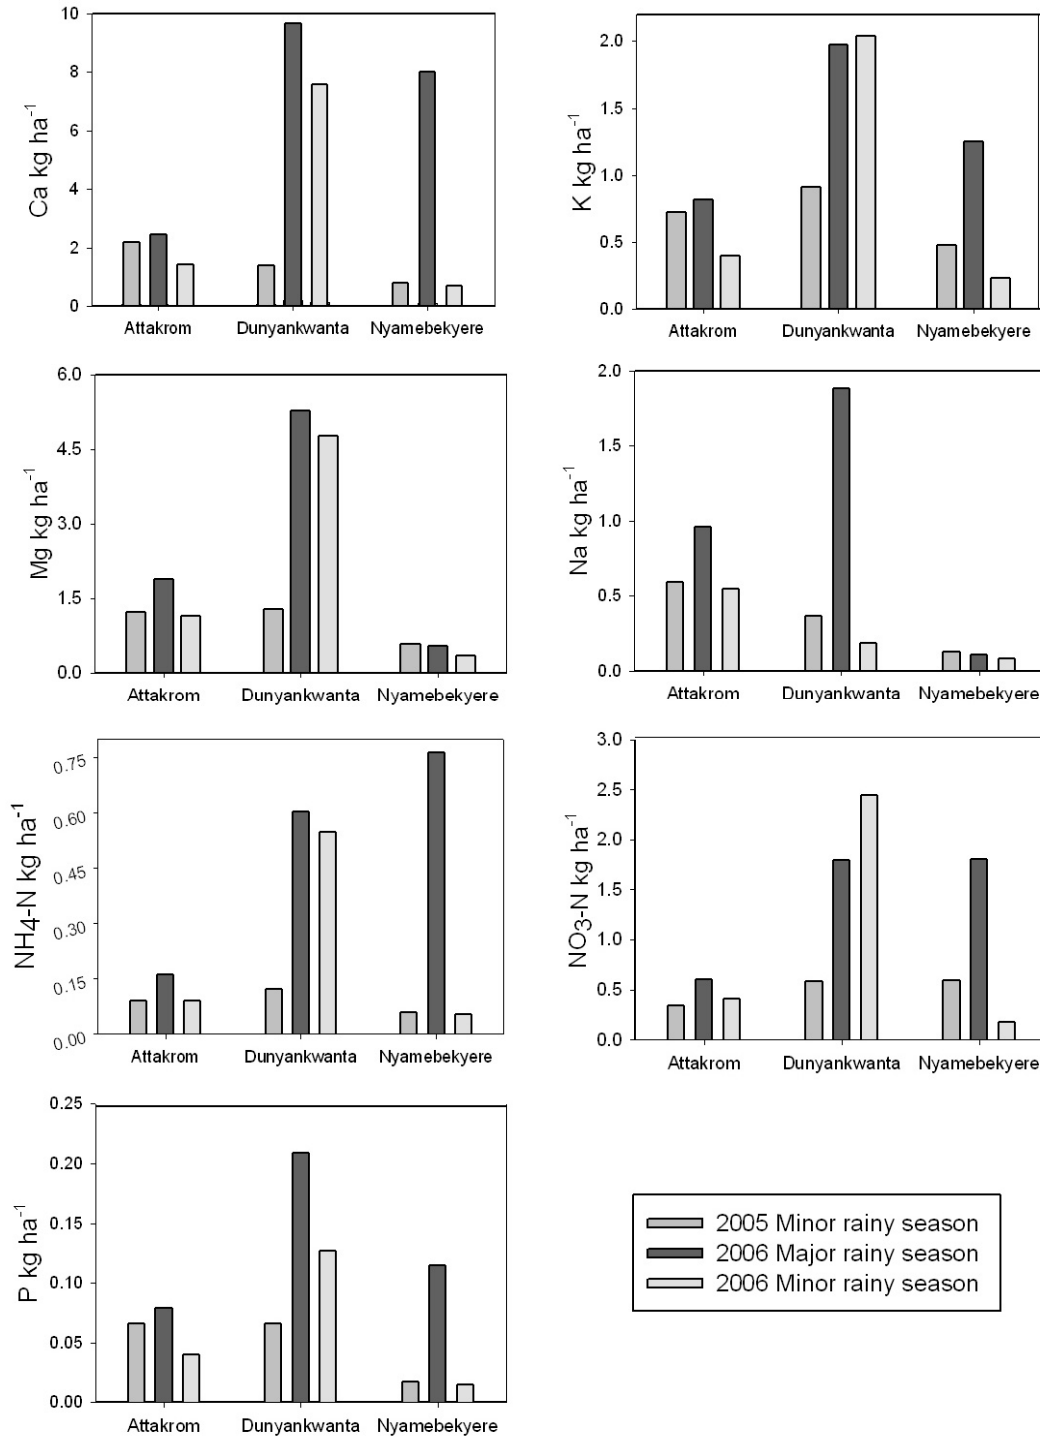 10
8
6
4
2
0
Ca kg ha⁻¹
Attakrom Dunyankwanta Nyamebekyere
2.0
1.5
1.0
0.5
0.0
K kg ha⁻¹
Attakrom Dunyankwanta Nyamebekyere
6.0
4.5
3.0
1.5
0.0
Mg kg ha⁻¹
Attakrom Dunyankwanta Nyamebekyere
2.0
1.5
1.0
0.5
0.0
Na kg ha⁻¹
Attakrom Dunyankwanta Nyamebekyere
0.75
0.60
0.45
0.30
0.15
0.00
NH₄-N kg ha⁻¹
Attakrom Dunyankwanta Nyamebekyere
3.0
2.5
2.0
1.5
1.0
0.5
0.0
NO₃-N kg ha⁻¹
Attakrom Dunyankwanta Nyamebekyere
0.25
0.20
0.15
0.10
0.05
0.00
P kg ha⁻¹
Attakrom Dunyankwanta Nyamebekyere
2005 Minor rainy season
2006 Major rainy season
2006 Minor rainy season